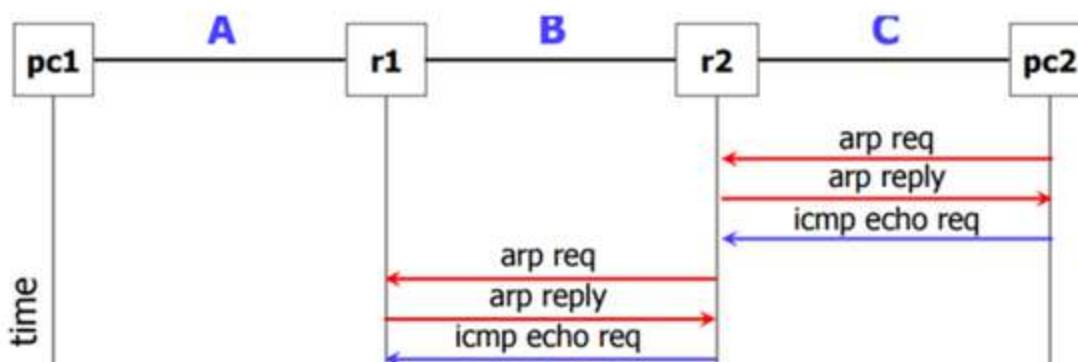 A B C
pc1 r1 r2 pc2
arp req
arp reply
icmp echo req
arp req
arp reply
icmp echo req
time